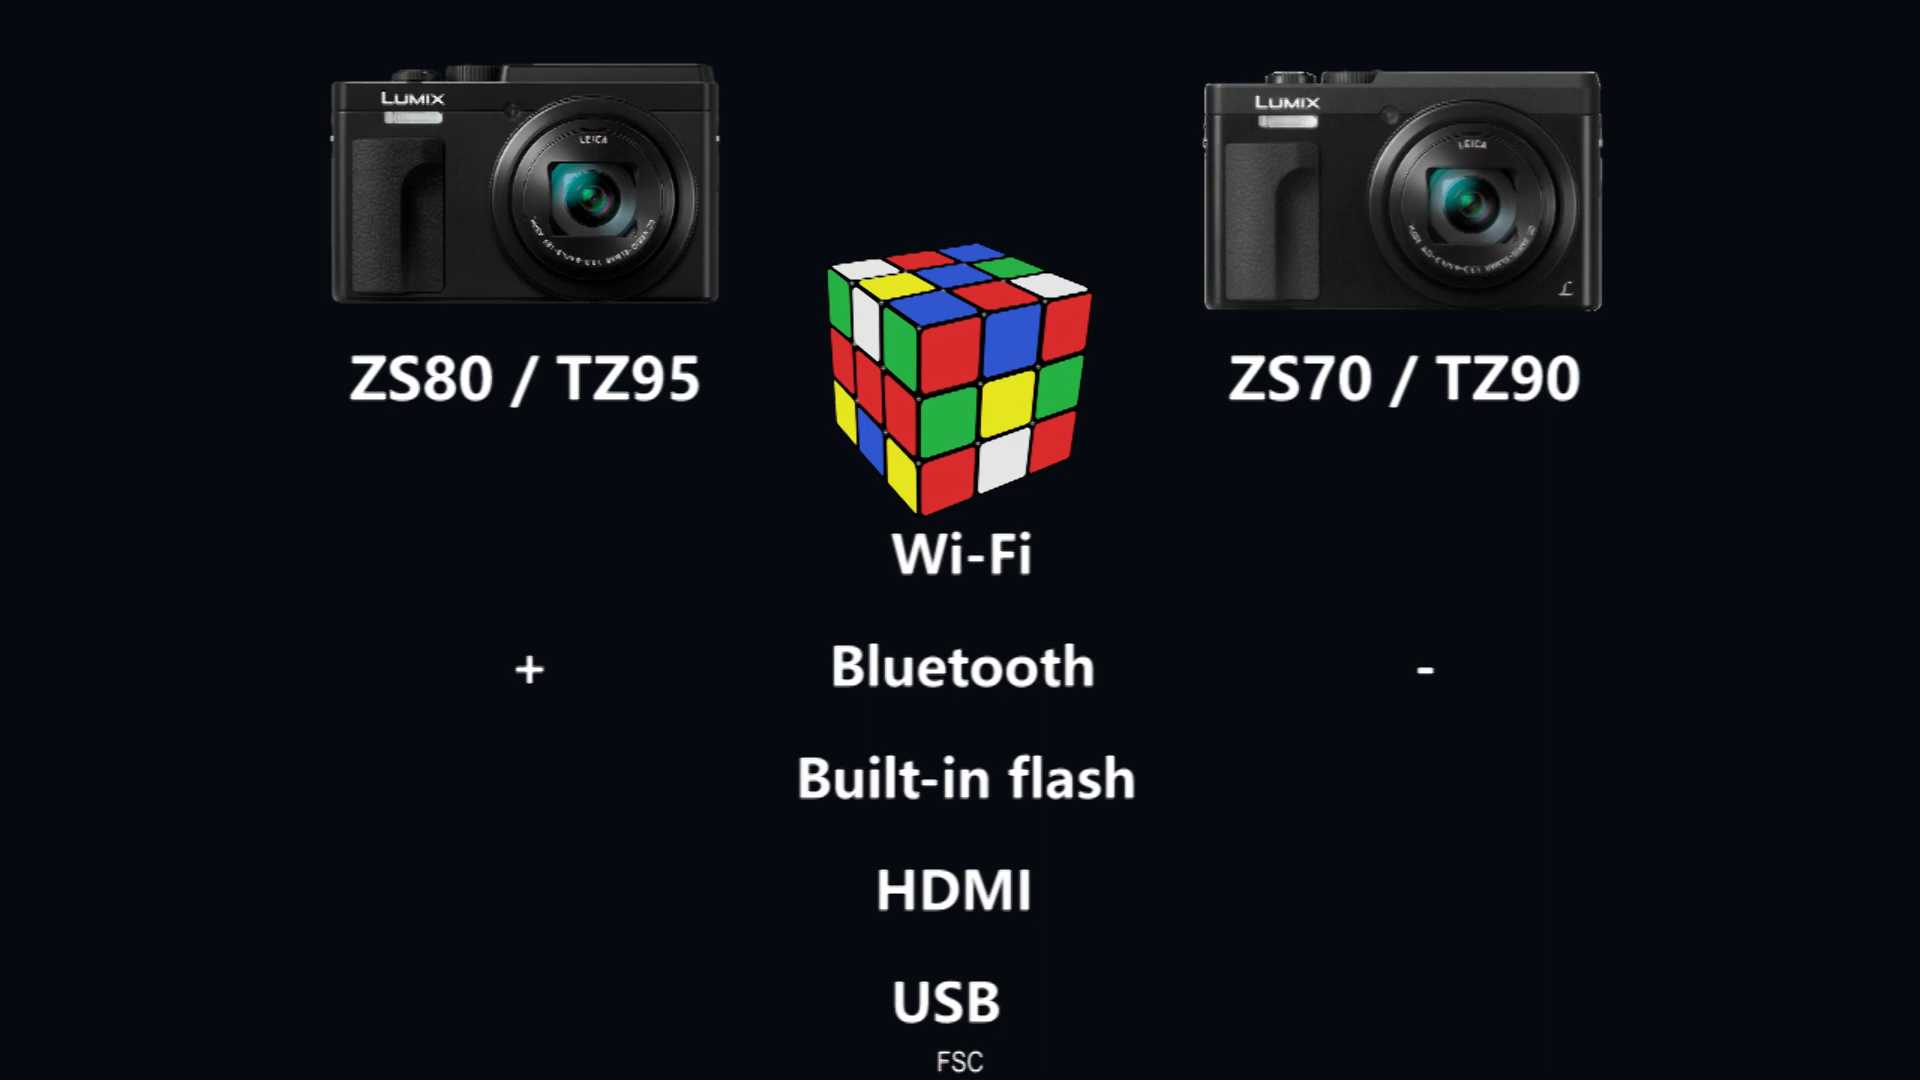 LUMIX
LEICA
LUMIX
LEICA
ZS80 / TZ95
ZS70 / TZ90
Wi-Fi
+ Bluetooth -
Built-in flash
HDMI
USB
FSC